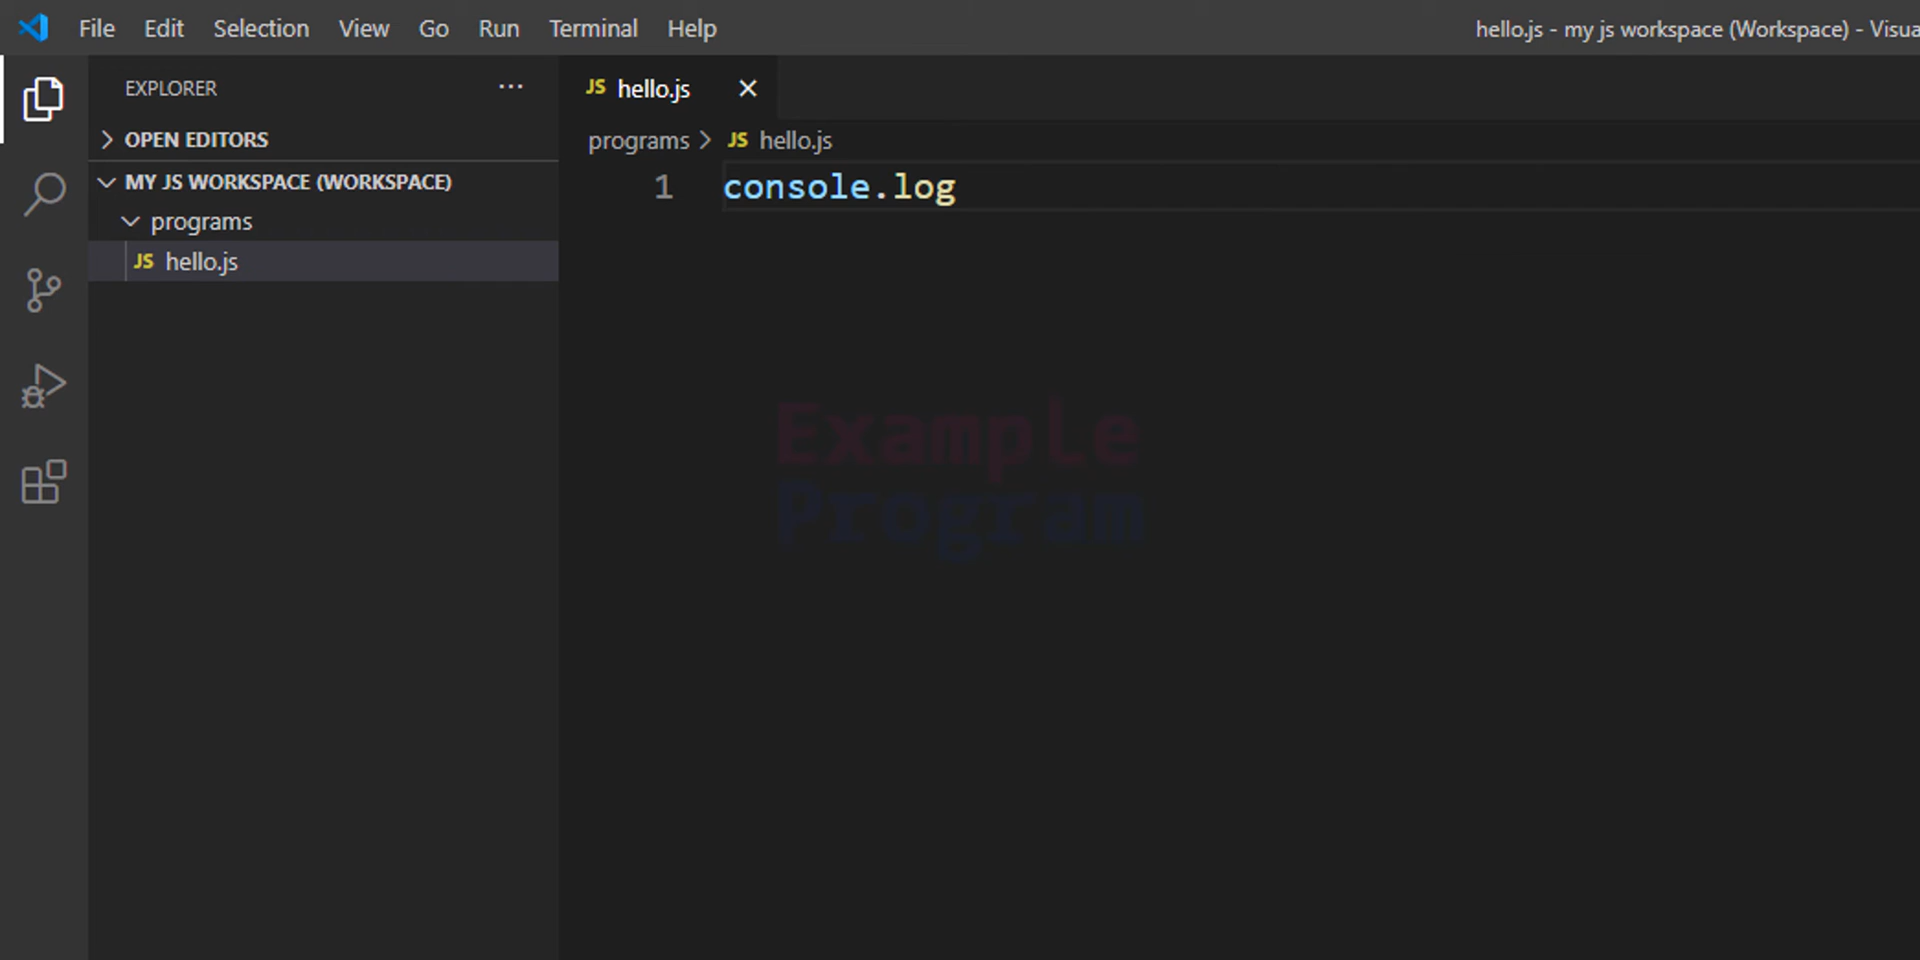 File Edit Selection View Go Run Terminal Help
hello.js - my js workspace (Workspace) - Visua
EXPLORER ···
OPEN EDITORS
MY JS WORKSPACE (WORKSPACE)
programs
JS hello.js
JS hello.js
programs > JS hello.js
1 console.log
Example
Program